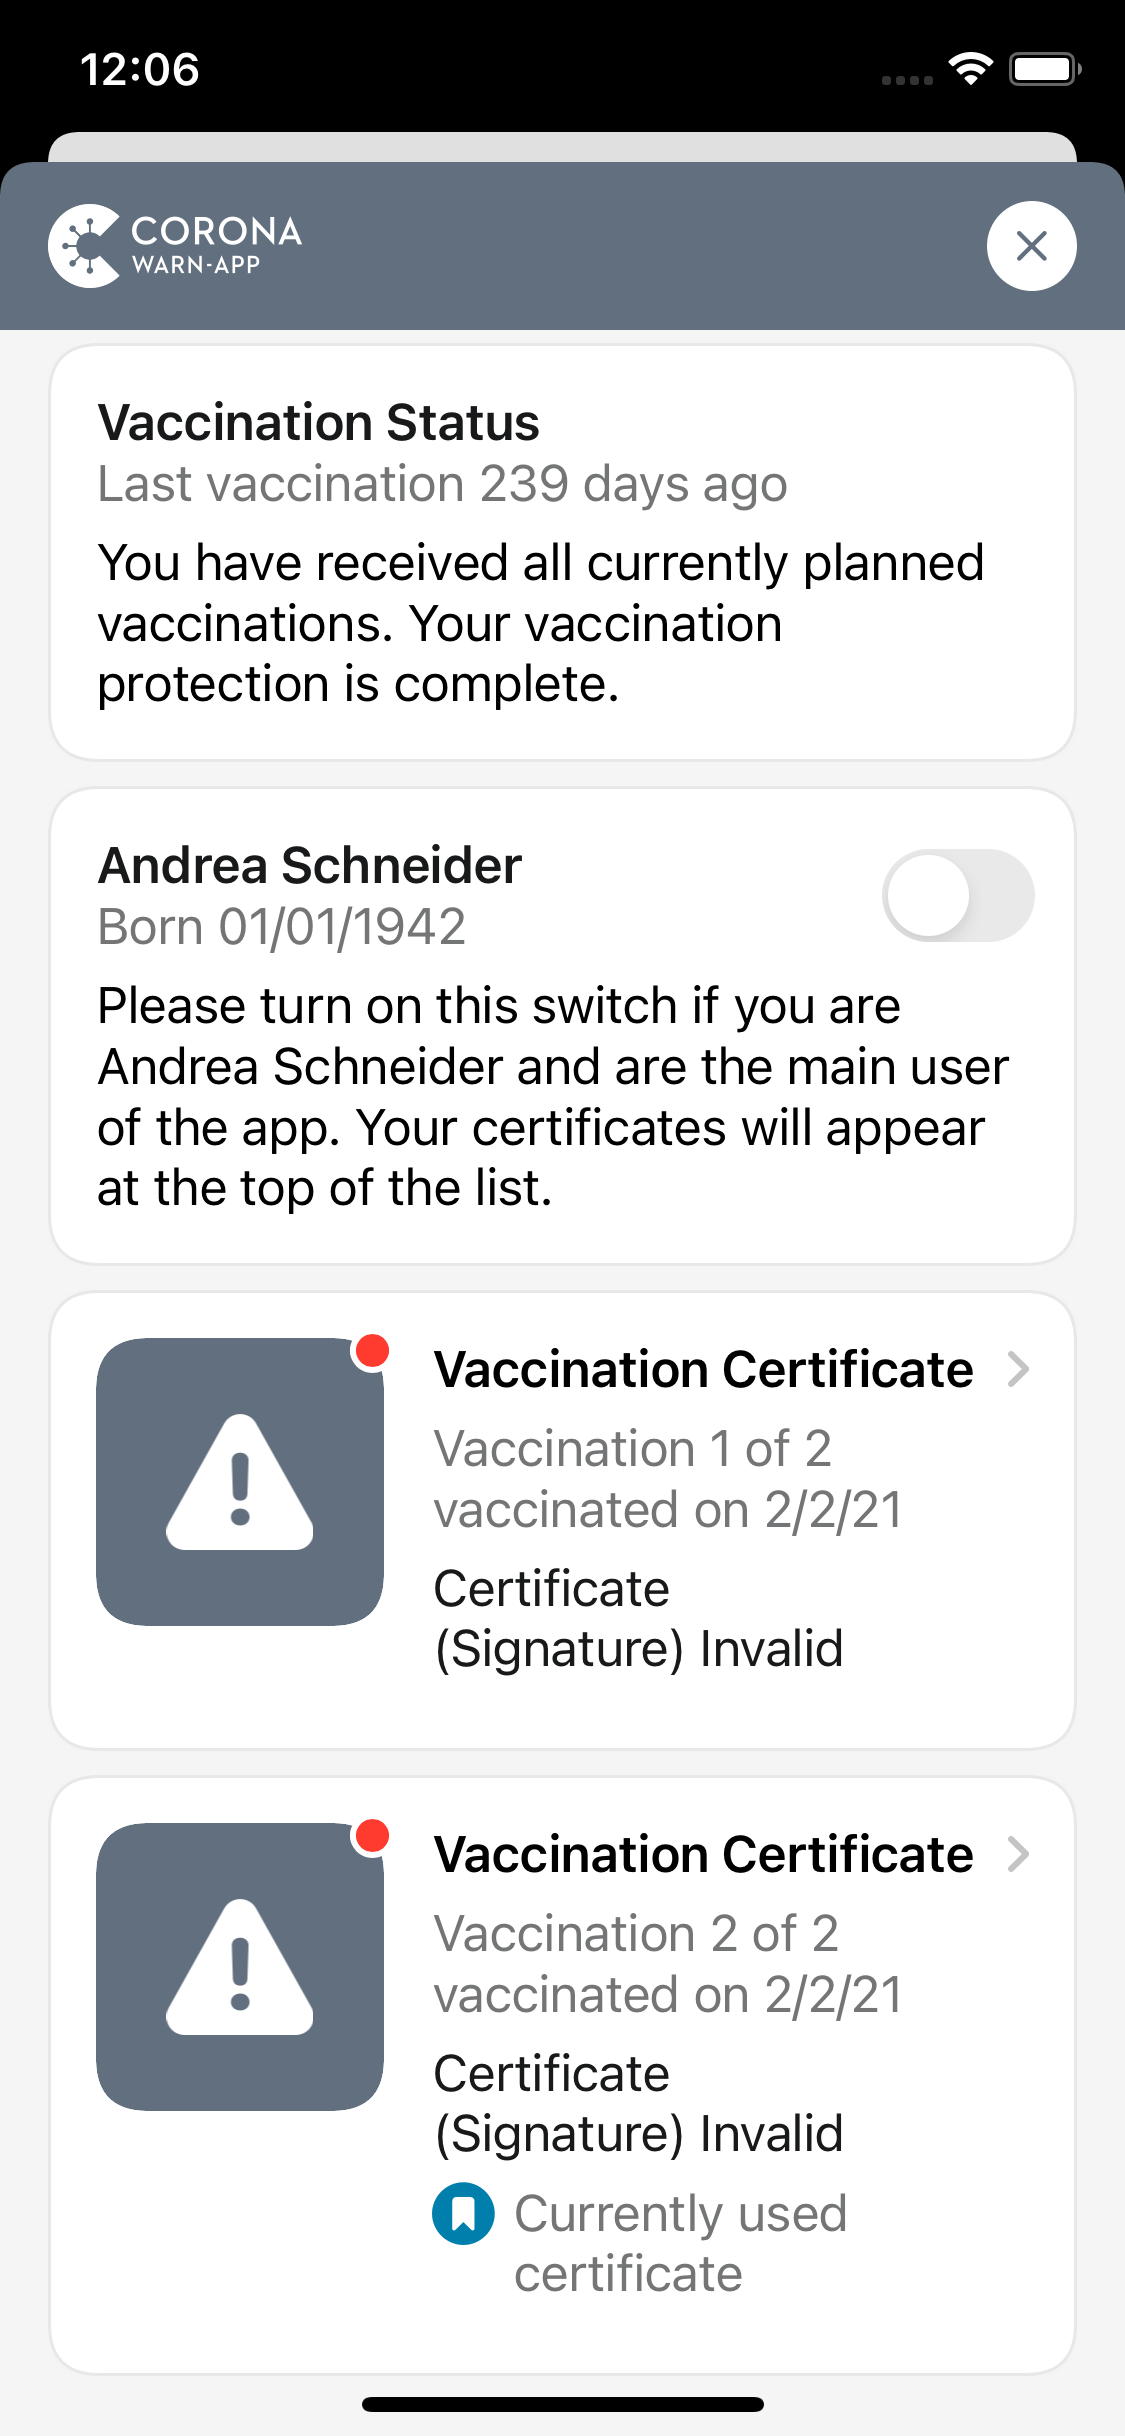 12:06
CORONA
WARN-APP
Vaccination Status
Last vaccination 239 days ago
You have received all currently planned
vaccinations. Your vaccination
protection is complete.
Andrea Schneider
Born 01/01/1942
Please turn on this switch if you are
Andrea Schneider and are the main user
of the app. Your certificates will appear
at the top of the list.
Vaccination Certificate
Vaccination 1 of 2
vaccinated on 2/2/21
Certificate
(Signature) Invalid
Vaccination Certificate
Vaccination 2 of 2
vaccinated on 2/2/21
Certificate
(Signature) Invalid
Currently used
certificate